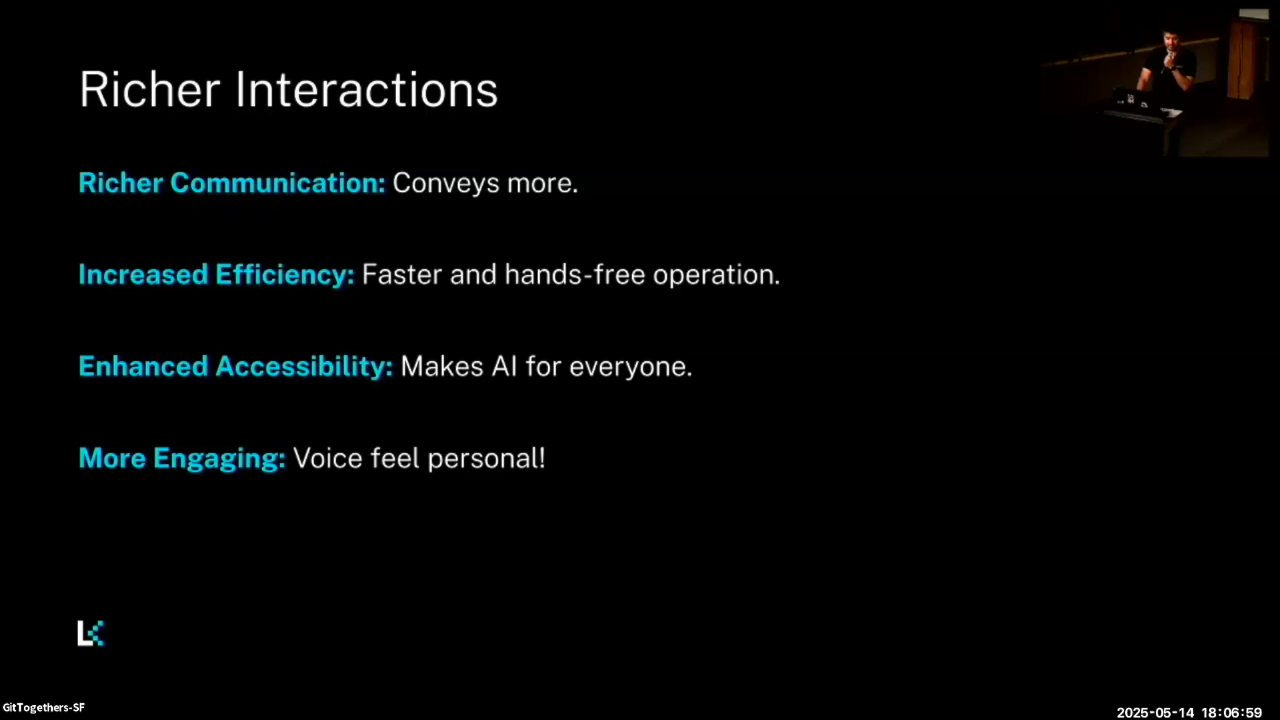 Richer Interactions
Richer Communication: Conveys more.
Increased Efficiency: Faster and hands-free operation.
Enhanced Accessibility: Makes AI for everyone.
More Engaging: Voice feel personal!
LK
GitTogethers-SF
2025-05-14 18:06:59